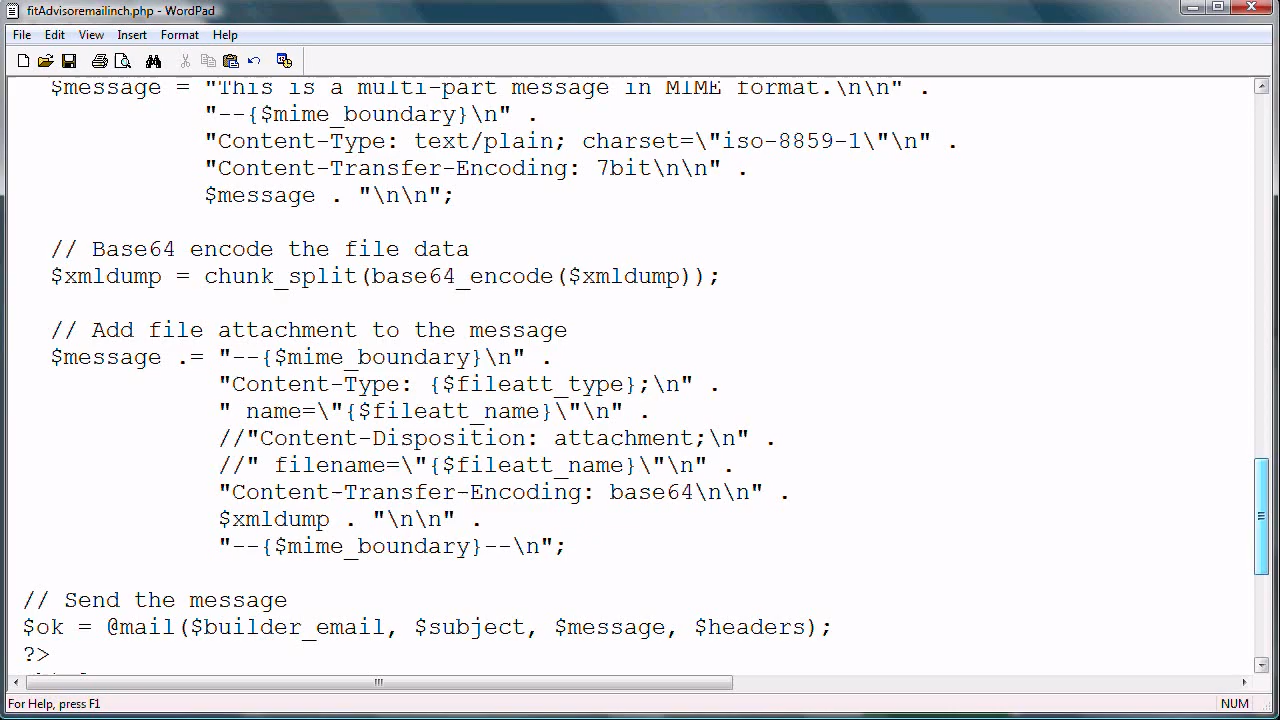 fitAdvisoremailinch.php - WordPad
File Edit View Insert Format Help
$message = "This is a multi-part message in MIME format.\n\n" .
"--{$mime_boundary}\n" .
"Content-Type: text/plain; charset=\"iso-8859-1\"\n" .
"Content-Transfer-Encoding: 7bit\n\n" .
$message . "\n\n";
// Base64 encode the file data
$xmldump = chunk_split(base64_encode($xmldump));
// Add file attachment to the message
$message .= "--{$mime_boundary}\n" .
"Content-Type: {$fileatt_type};\n" .
" name=\"{$fileatt_name}\"\n" .
//"Content-Disposition: attachment;\n" .
//" filename=\"{$fileatt_name}\"\n" .
"Content-Transfer-Encoding: base64\n\n" .
$xmldump . "\n\n" .
"--{$mime_boundary}--\n";
// Send the message
$ok = @mail($builder_email, $subject, $message, $headers);
?>
For Help, press F1
NUM